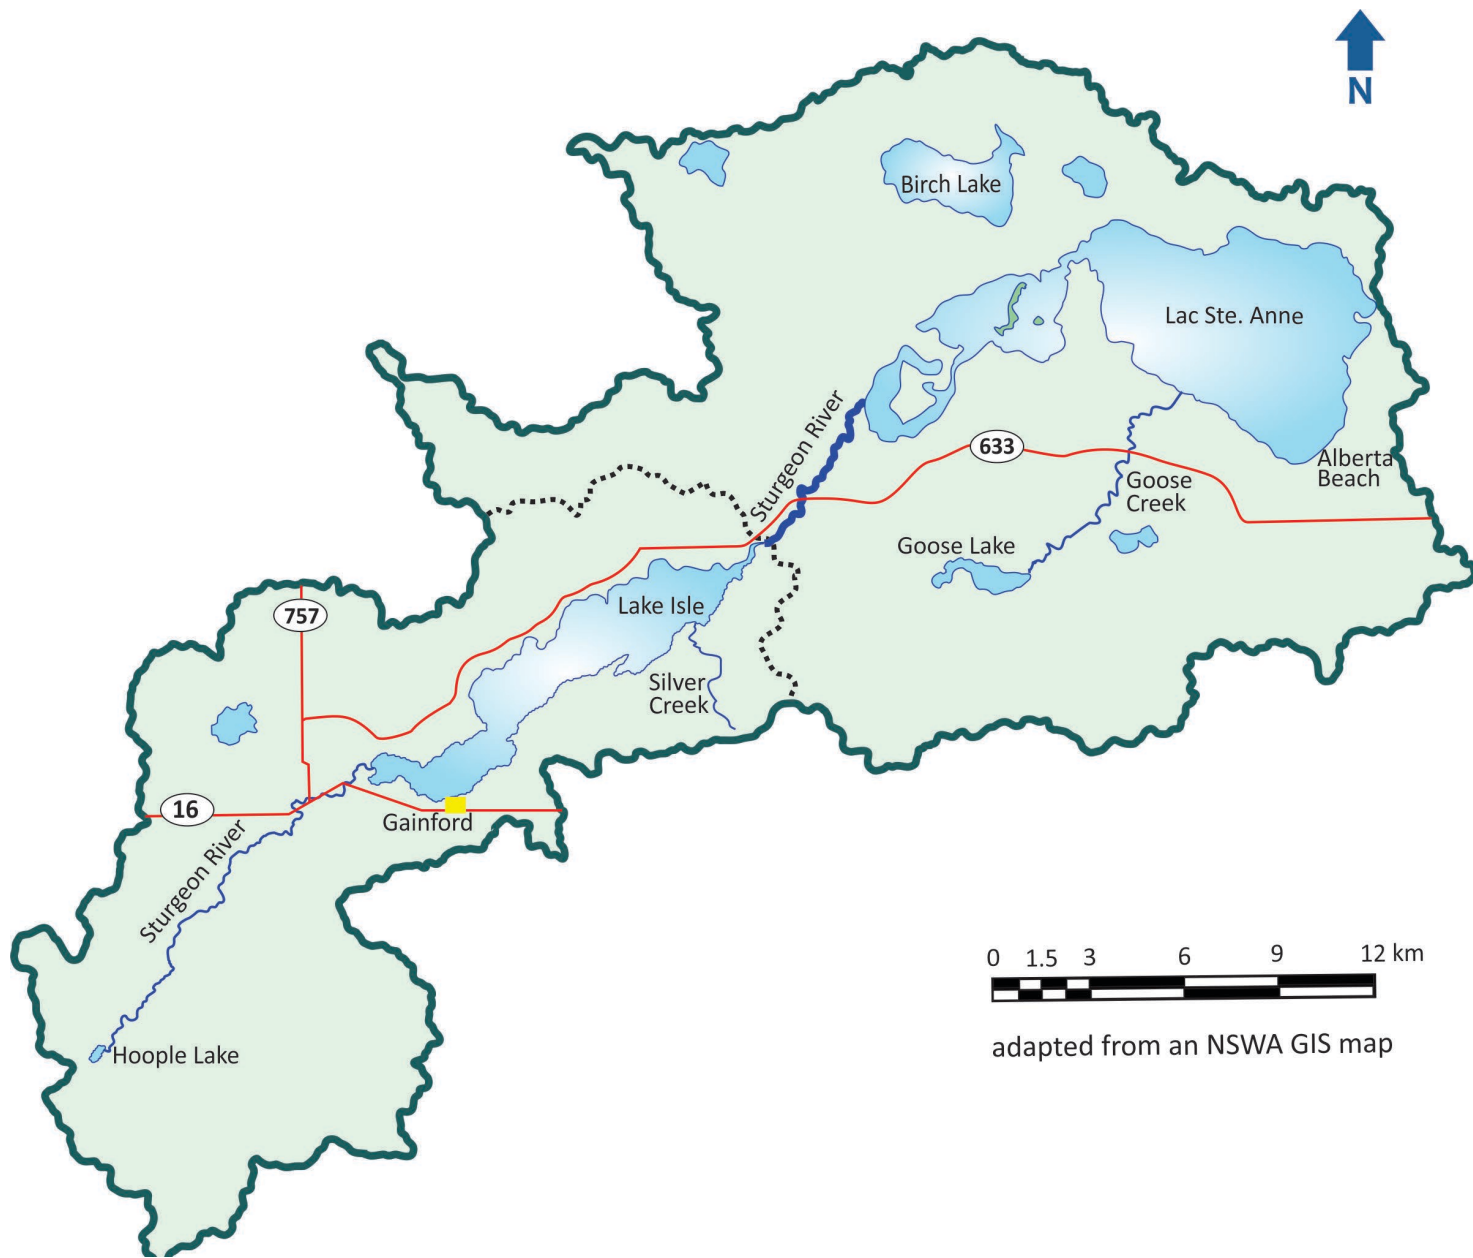 N
Birch Lake
Lac Ste. Anne
Sturgeon River
633
Alberta
Beach
Goose
Creek
Goose Lake
757
Lake Isle
Silver
Creek
16
Gainford
Sturgeon River
Hoople Lake
0 1.5 3 6 9 12 km
adapted from an NSWA GIS map